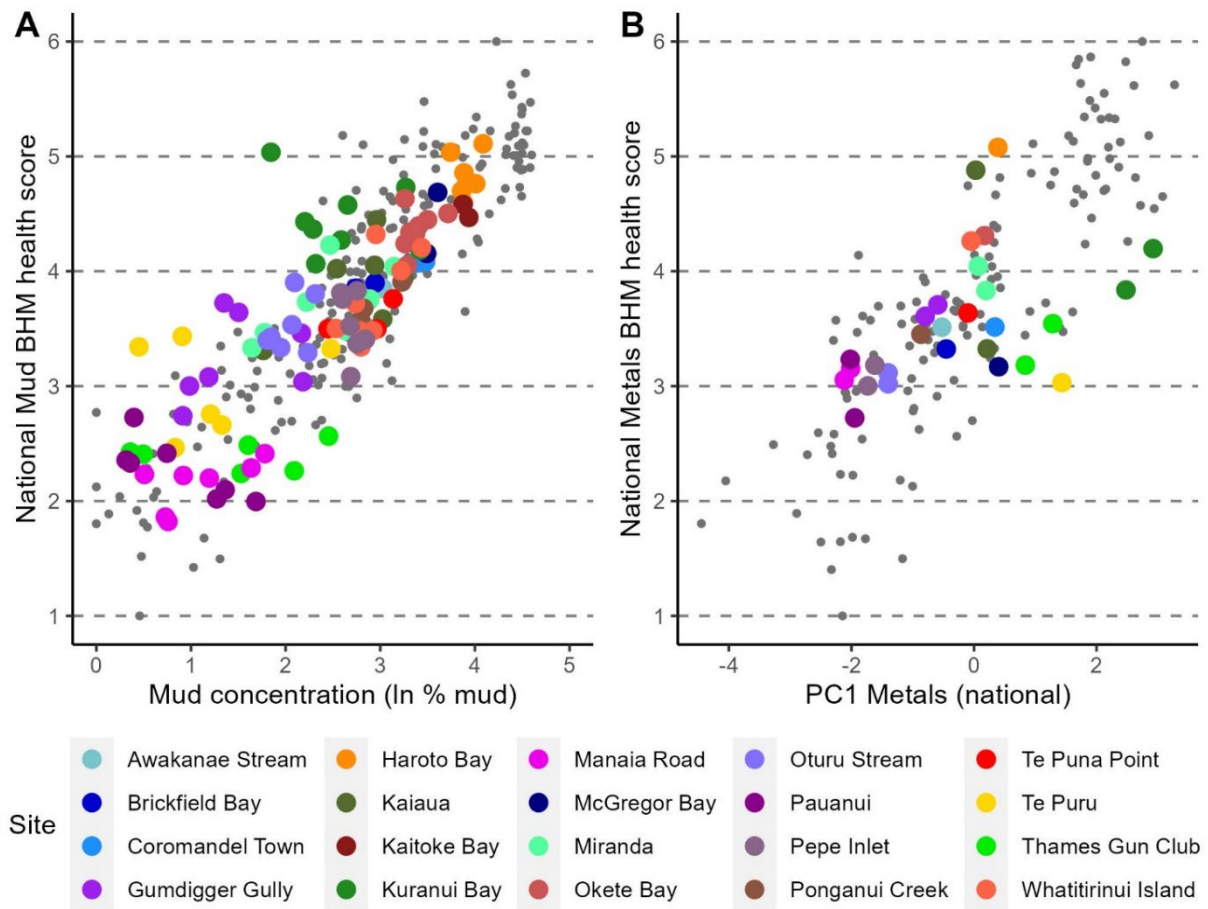 A
B
National Mud BHM health score
6
5
4
3
2
1
0 1 2 3 4 5
Mud concentration (ln % mud)
National Metals BHM health score
6
5
4
3
2
1
-4 -2 0 2
PC1 Metals (national)
Site
Awakanae Stream Haroto Bay Manaia Road Oturu Stream Te Puna Point
Brickfield Bay Kaiaua McGregor Bay Pauanui Te Puru
Coromandel Town Kaitoke Bay Miranda Pepe Inlet Thames Gun Club
Gumdigger Gully Kuranui Bay Okete Bay Ponganui Creek Whatitirinui Island